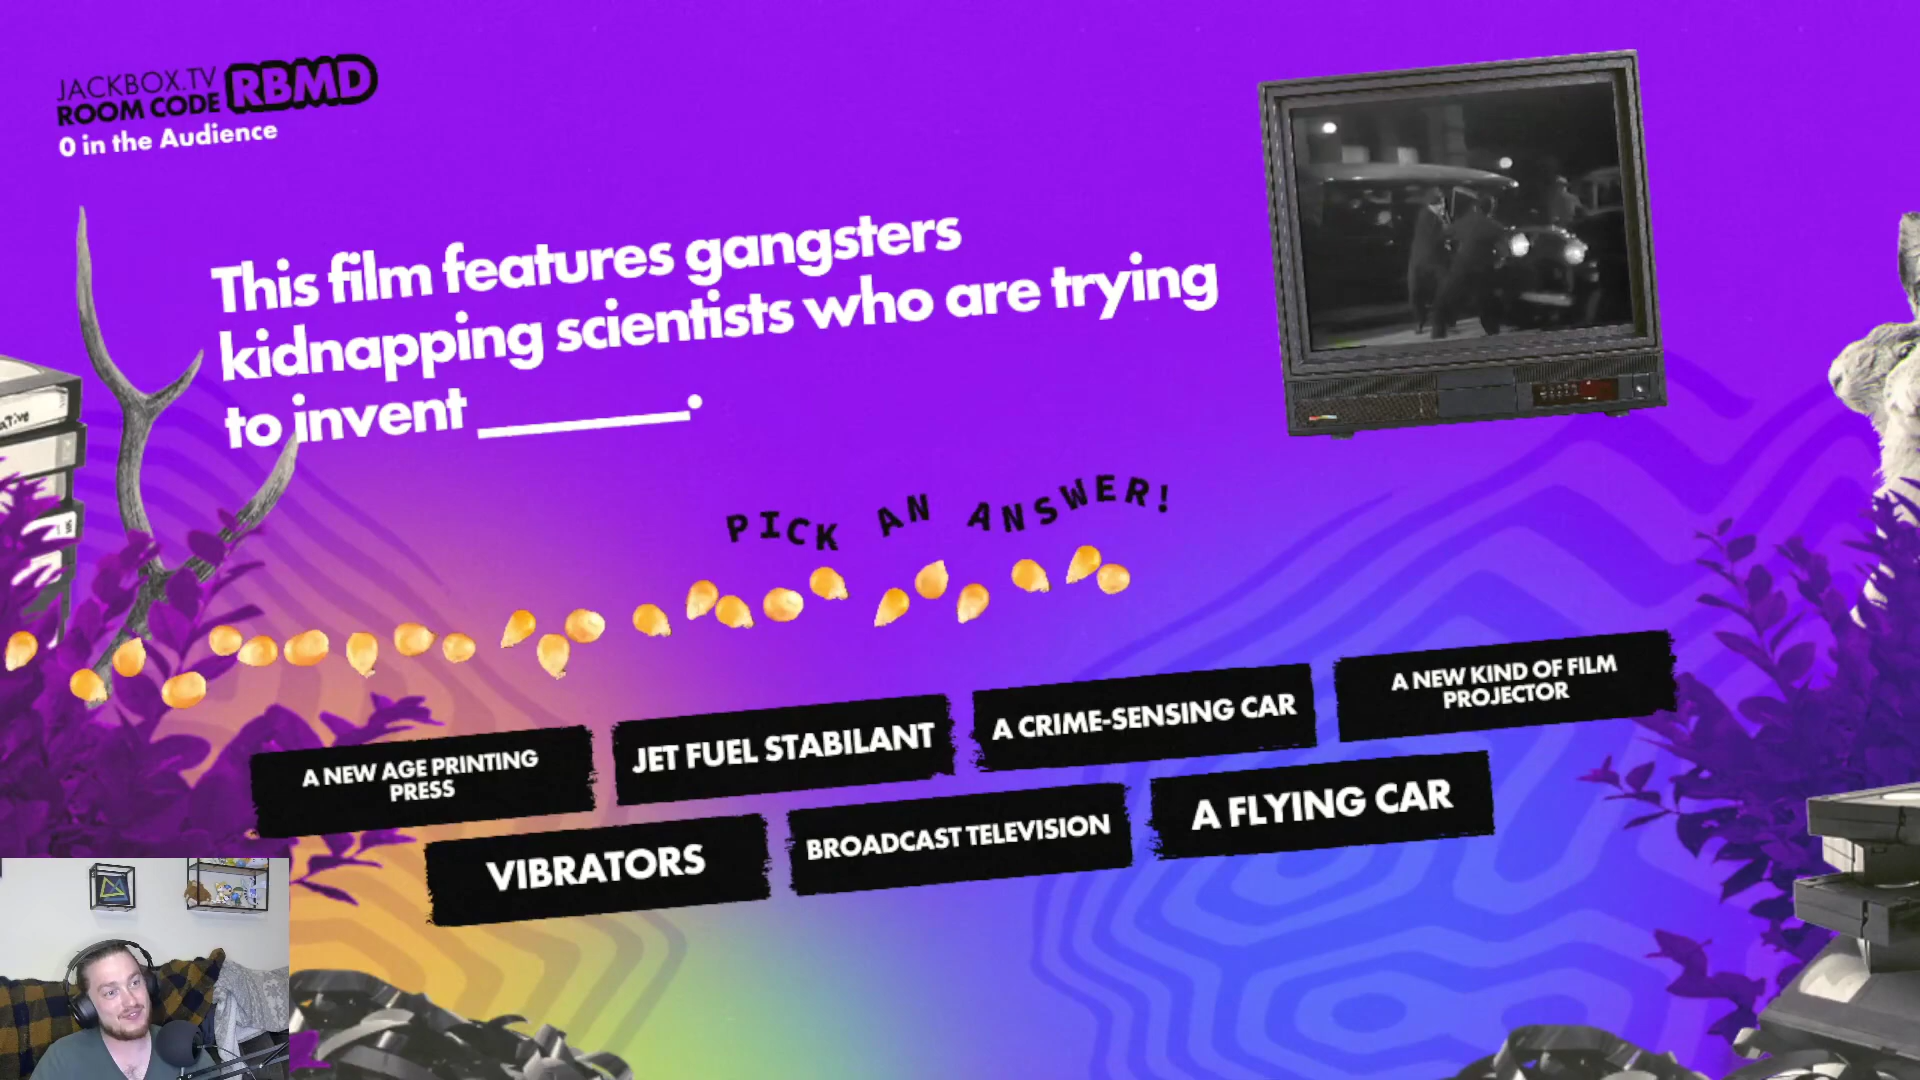 JACKBOX.TV
ROOM CODE RBMD
0 in the Audience
This film features gangsters
kidnapping scientists who are trying
to invent ________.
PICK AN ANSWER!
A NEW AGE PRINTING
PRESS
JET FUEL STABILANT
A CRIME-SENSING CAR
A NEW KIND OF FILM
PROJECTOR
VIBRATORS
BROADCAST TELEVISION
A FLYING CAR